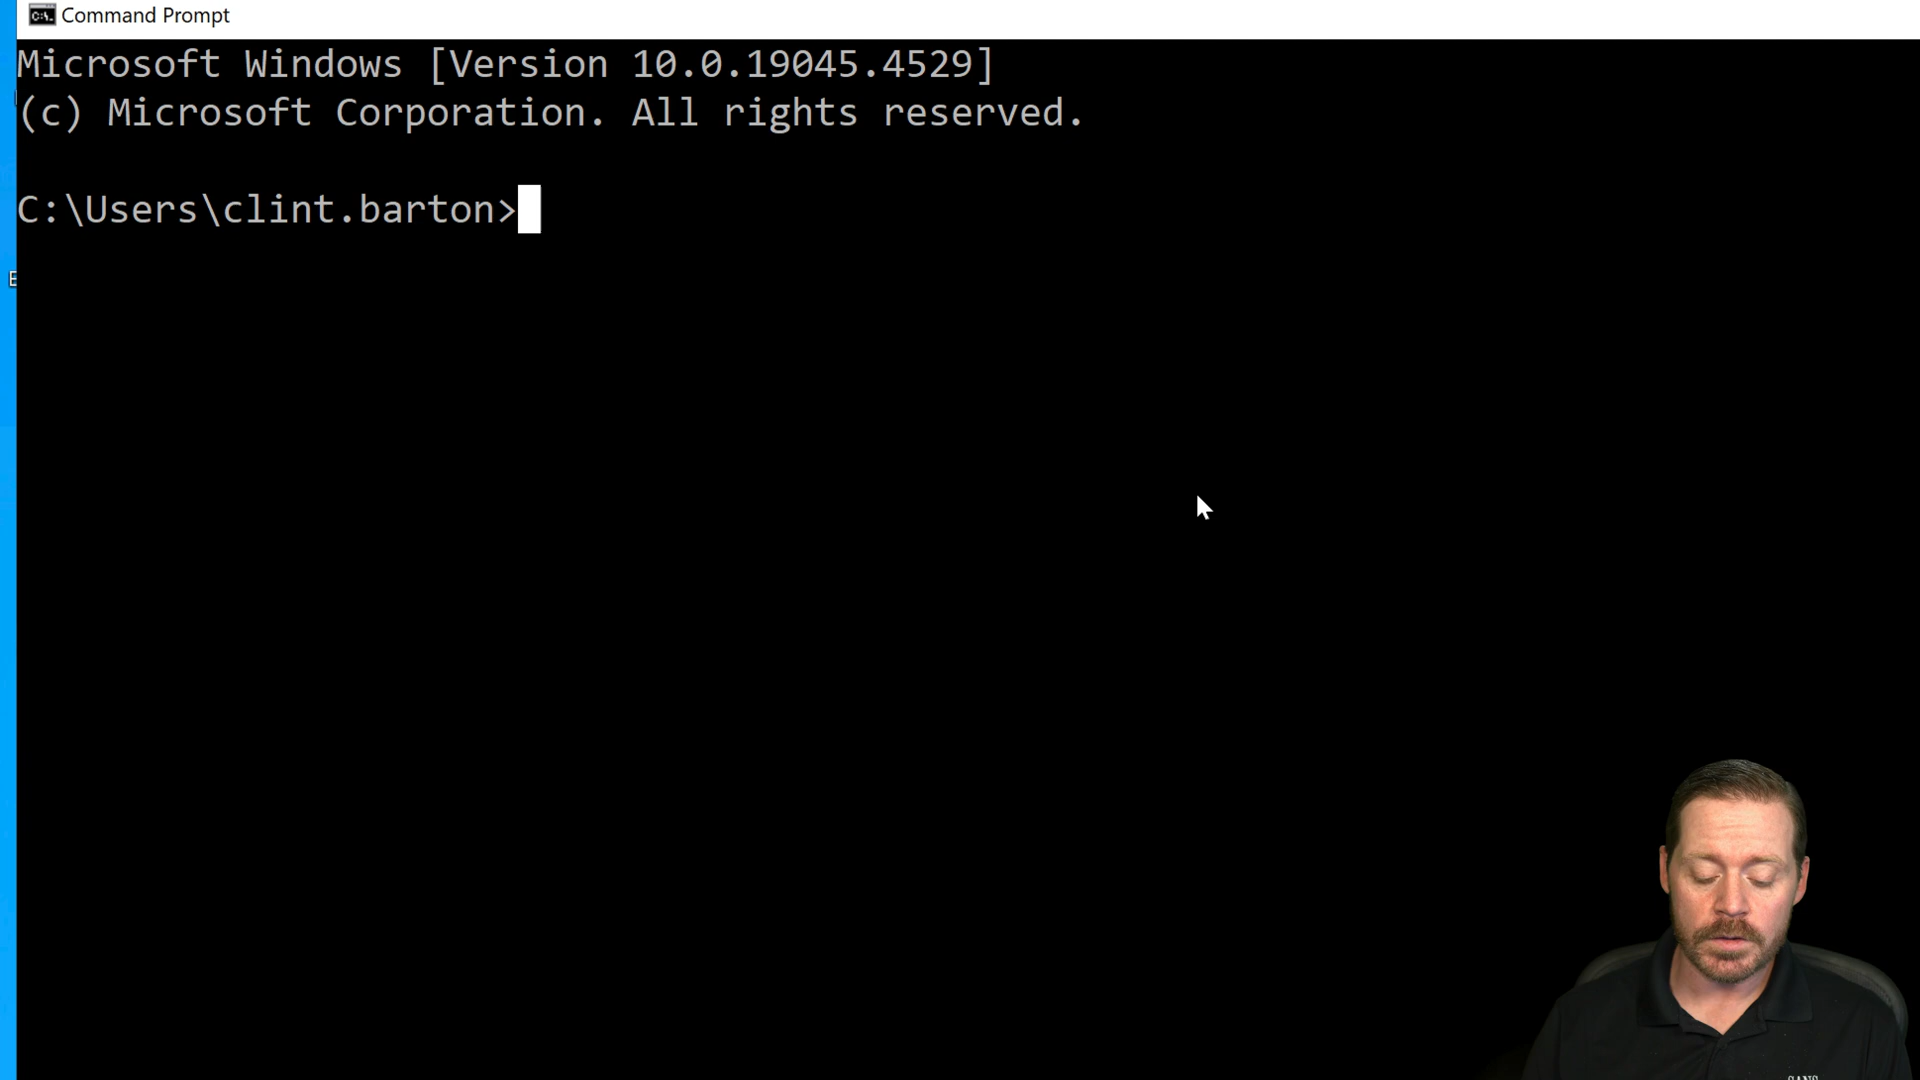 Command Prompt
Microsoft Windows [Version 10.0.19045.4529]
(c) Microsoft Corporation. All rights reserved.
C:\Users\clint.barton>